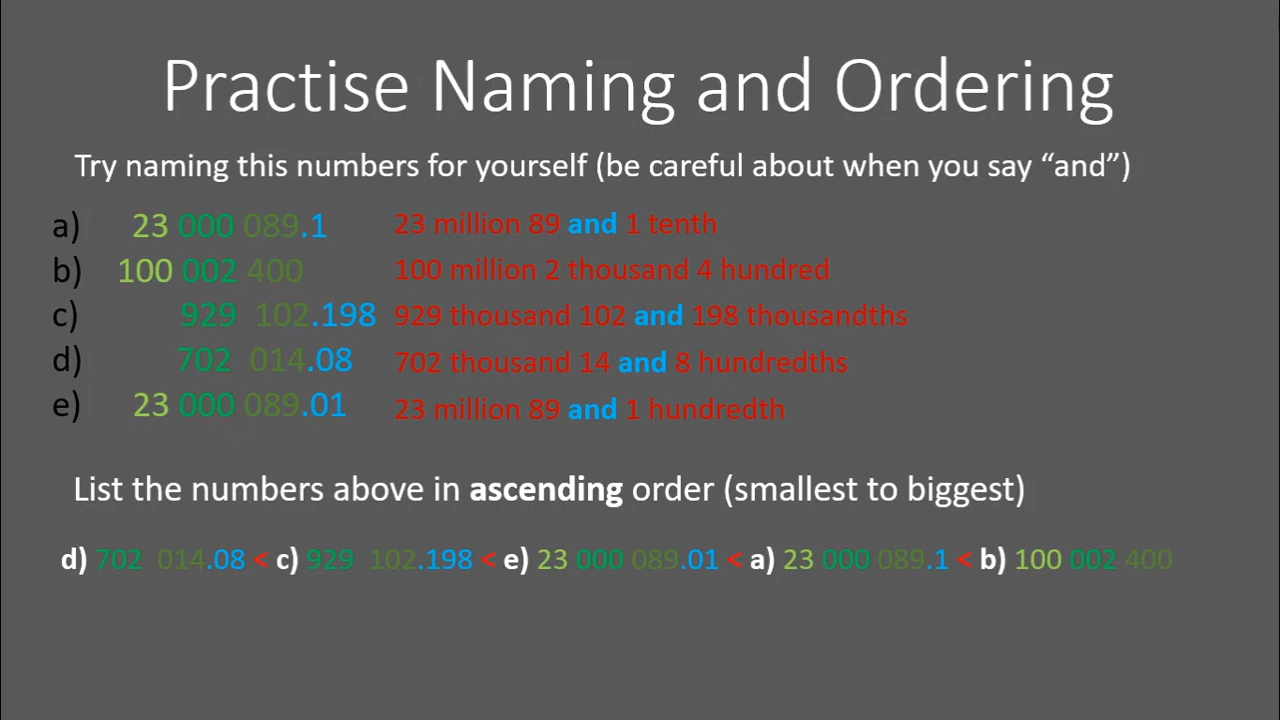 Practise Naming and Ordering
Try naming this numbers for yourself (be careful about when you say “and”)
a) 23 000 089.1 23 million 89 and 1 tenth
b) 100 002 400 100 million 2 thousand 4 hundred
c) 929 102.198 929 thousand 102 and 198 thousandths
d) 702 014.08 702 thousand 14 and 8 hundredths
e) 23 000 089.01 23 million 89 and 1 hundredth
List the numbers above in ascending order (smallest to biggest)
d) 702 014.08 < c) 929 102.198 < e) 23 000 089.01 < a) 23 000 089.1 < b) 100 002 400